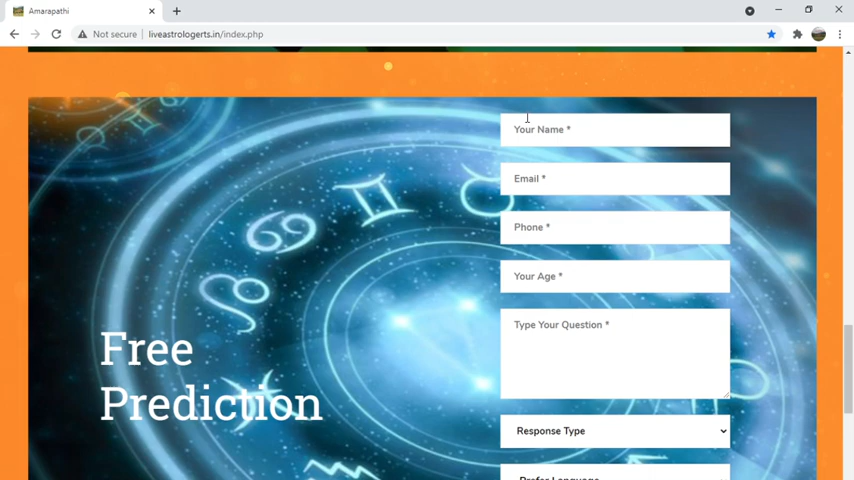 Amarapathi
Not secure liveastrologerts.in/index.php
Your Name *
Email *
Phone *
Your Age *
Type Your Question *
Free
Prediction
Response Type
Prefer Language